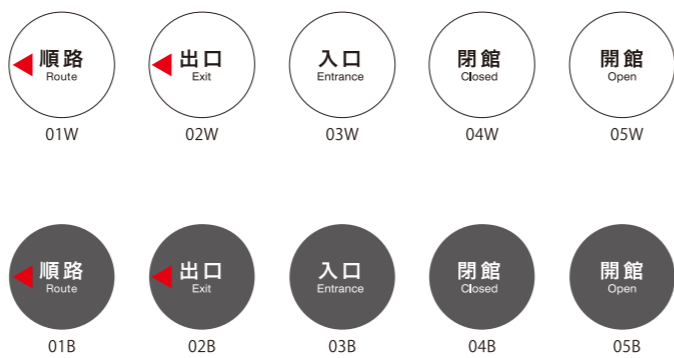 順路
Route
01W
出口
Exit
02W
入口
Entrance
03W
閉館
Closed
04W
開館
Open
05W
順路
Route
01B
出口
Exit
02B
入口
Entrance
03B
閉館
Closed
04B
開館
Open
05B